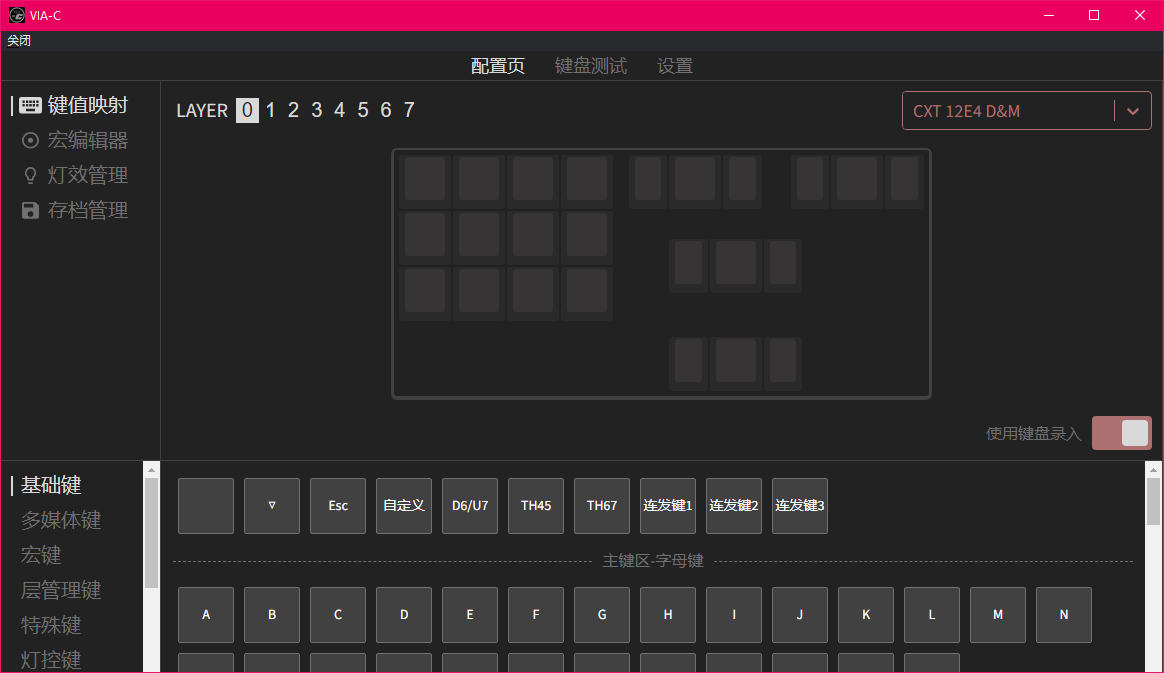 VIA-C
关闭
配置页 键盘测试 设置
键值映射
宏编辑器
灯效管理
存档管理
LAYER 0 1 2 3 4 5 6 7
CXT 12E4 D&M
使用键盘录入
基础键
多媒体键
宏键
层管理键
特殊键
灯控键
▽ Esc 自定义 D6/U7 TH45 TH67 连发键1 连发键2 连发键3
主键区-字母键
A B C D E F G H I J K L M N